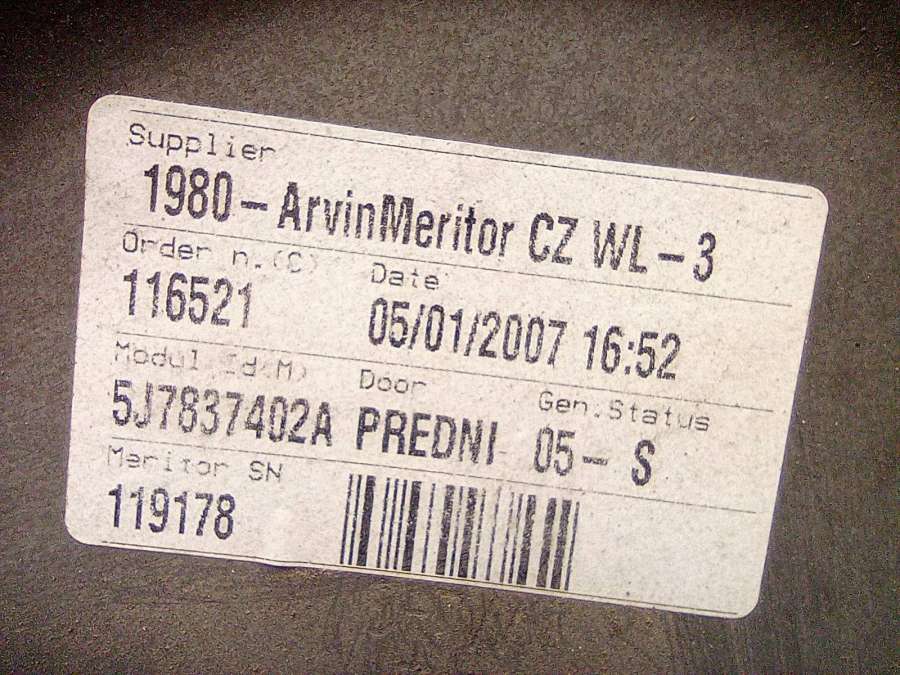 Supplier
1980-ArvinMeritor CZ WL-3
Order n.(C) Date
116521 05/01/2007 16:52
Modul Id(M) Door Gen.Status
5J7837402A PREDNI 05- S
Meritor SN
119178